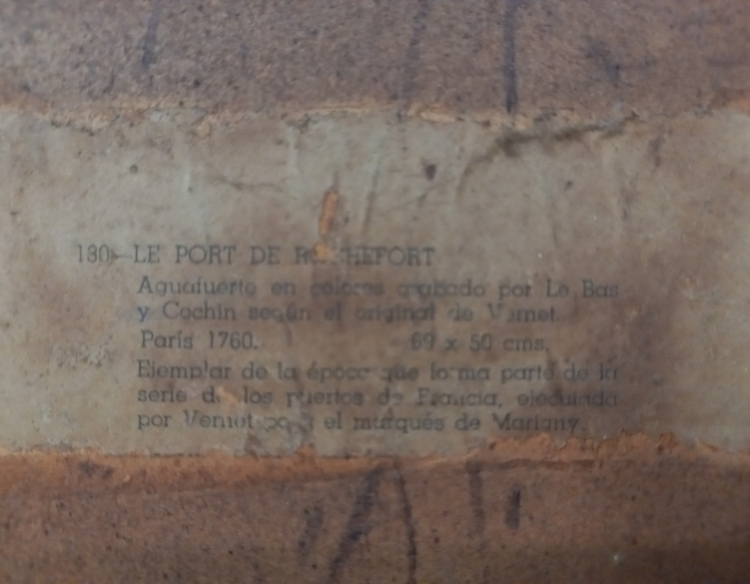 180.—LE PORT DE ROCHEFORT
Aguafuerte en colores grabado por Le Bas
y Cochin según el original de Vernet.
París 1760. 69 x 50 cms.
Ejemplar de la época que forma parte de la
serie de los puertos de Francia, ejecutada
por Vernet para el marqués de Marigny.